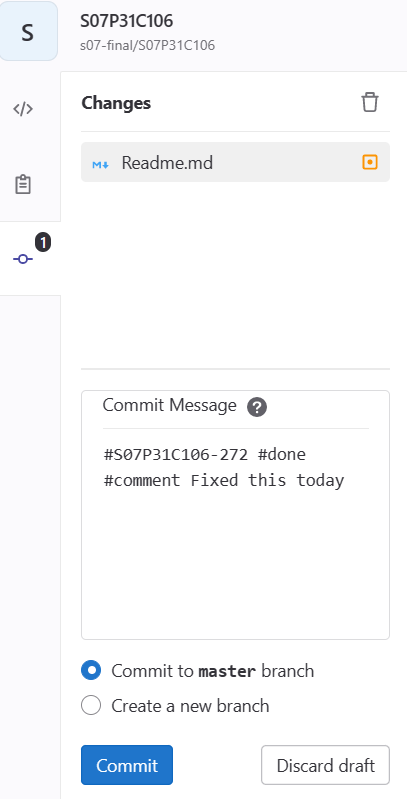 S
S07P31C106
s07-final/S07P31C106
Changes
M Readme.md
1
Commit Message ?
#S07P31C106-272 #done
#comment Fixed this today
Commit to master branch
Create a new branch
Commit
Discard draft